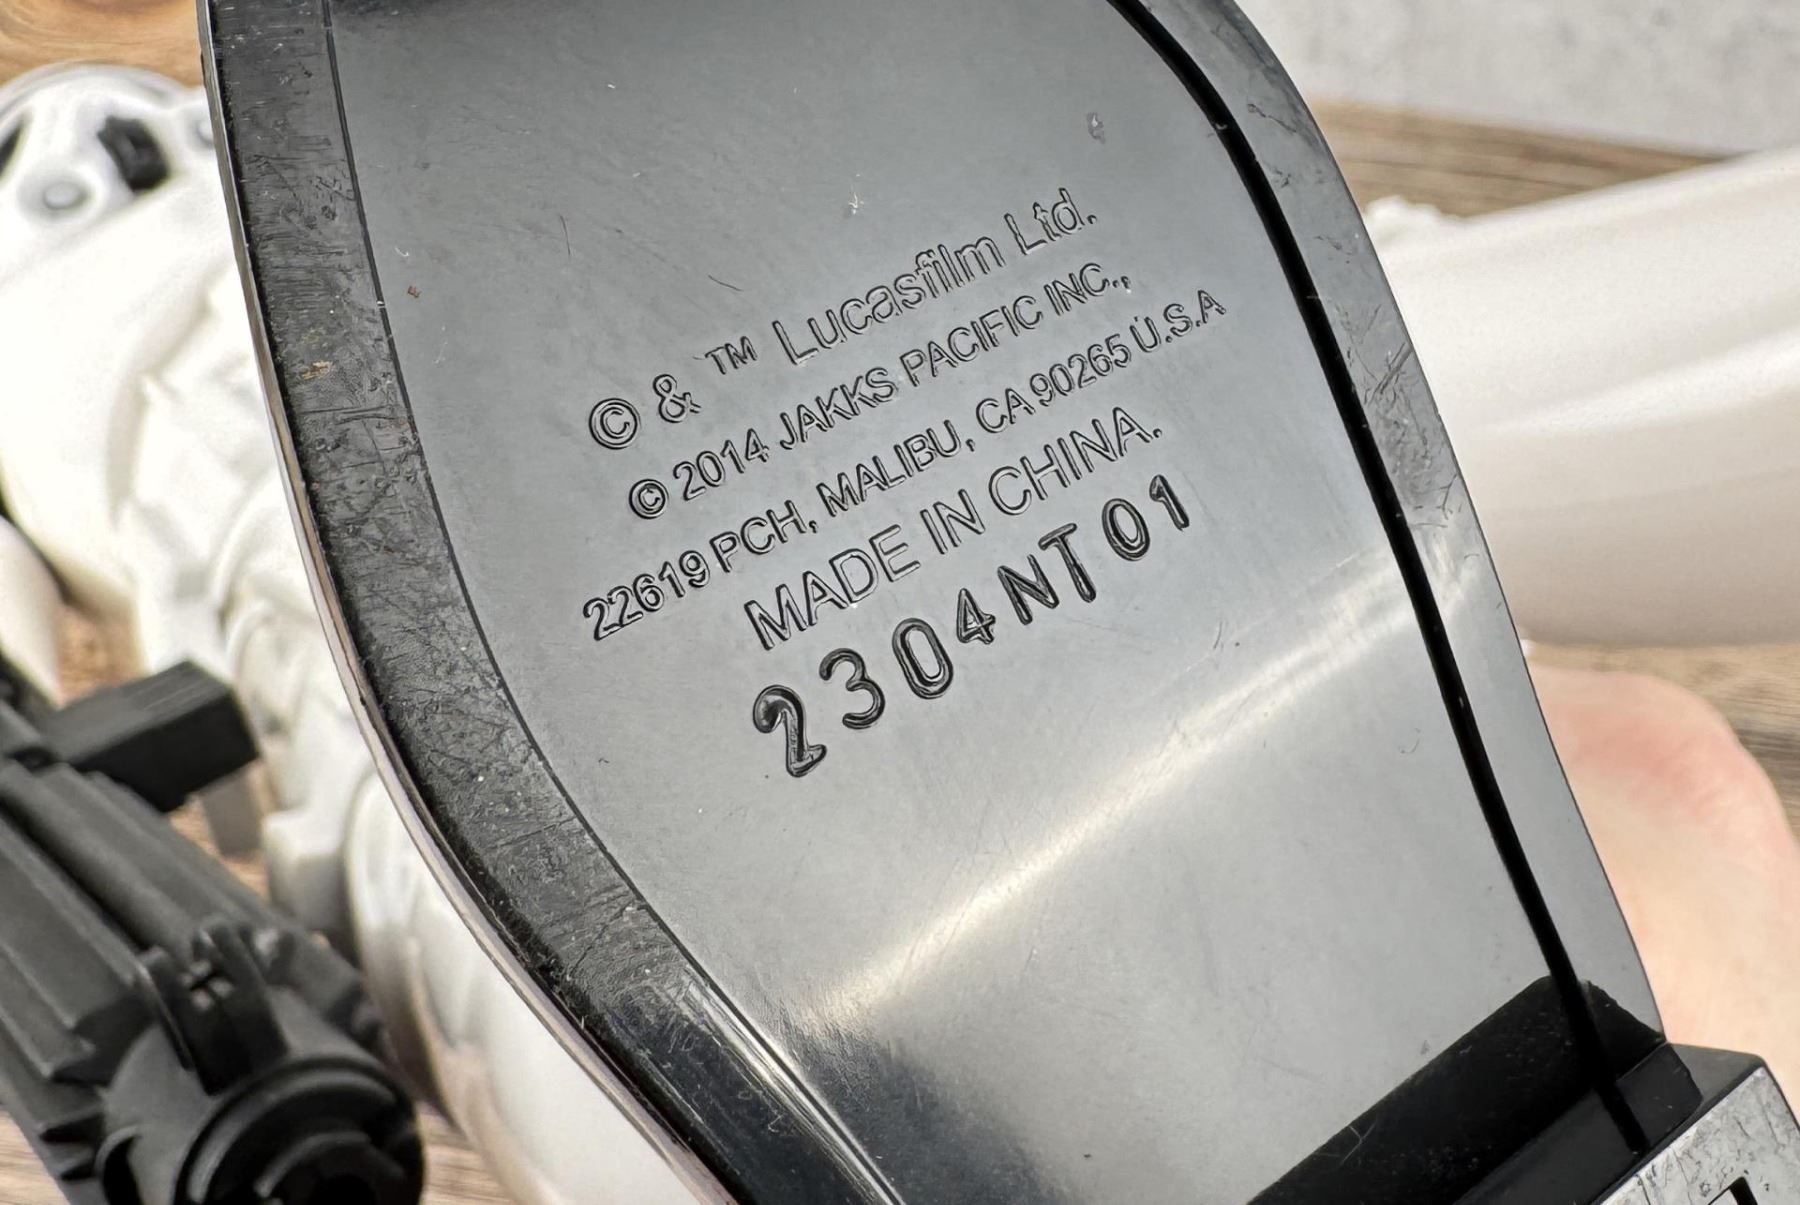 © & ™ Lucasfilm Ltd.
© 2014 JAKKS PACIFIC INC.,
22619 PCH, MALIBU, CA 90265 U.S.A
MADE IN CHINA.
2304NT01